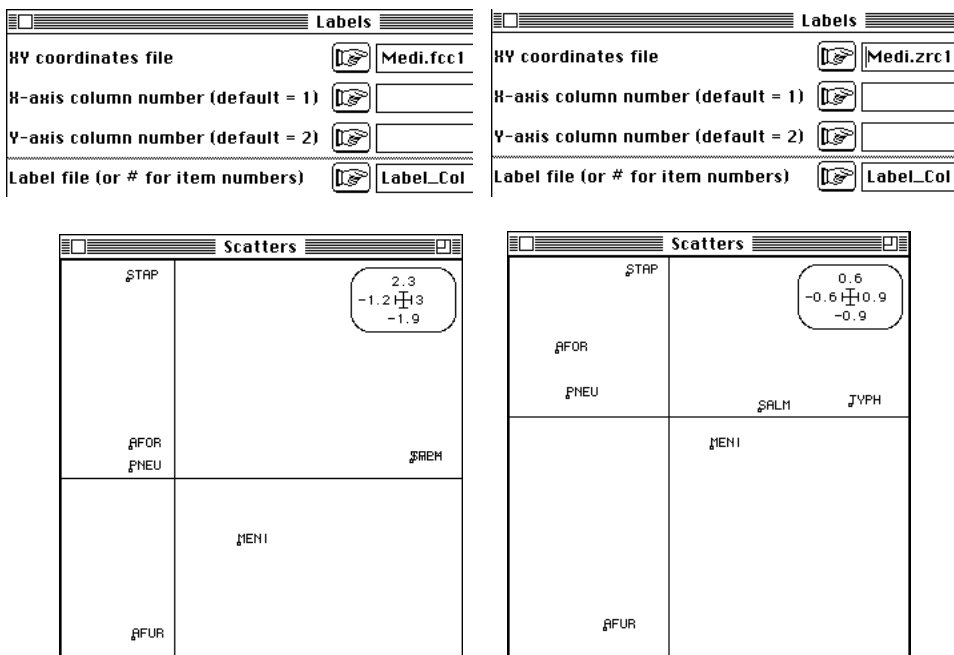 Labels
XY coordinates file Medi.fcc1
X-axis column number (default = 1)
Y-axis column number (default = 2)
Label file (or # for item numbers) Label_Col
Labels
XY coordinates file Medi.zrc1
X-axis column number (default = 1)
Y-axis column number (default = 2)
Label file (or # for item numbers) Label_Col
Scatters
STAP
2.3
-1.2 3
-1.9
AFOR
PNEU
MENI
AFUR
Scatters
STAP
0.6
-0.6 0.9
-0.9
AFOR
PNEU
SALM
TYPH
MENI
AFUR